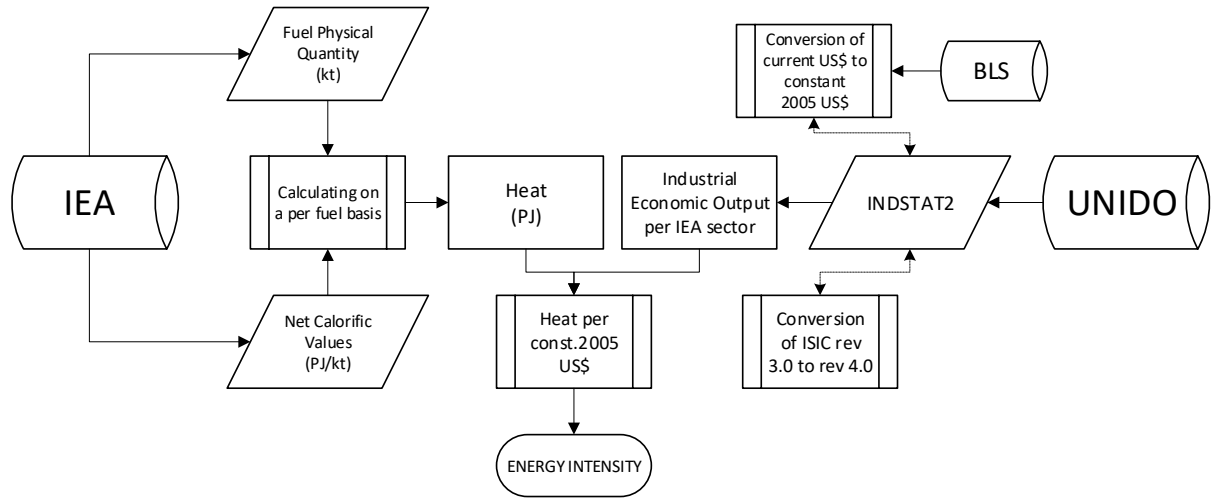 Fuel Physical
Quantity
(kt)
Conversion of
current US$ to
constant
2005 US$
BLS
IEA
Calculating on
a per fuel basis
Heat
(PJ)
Industrial
Economic Output
per IEA sector
INDSTAT2
UNIDO
Net Calorific
Values
(PJ/kt)
Heat per
const.2005
US$
Conversion
of ISIC rev
3.0 to rev 4.0
ENERGY INTENSITY